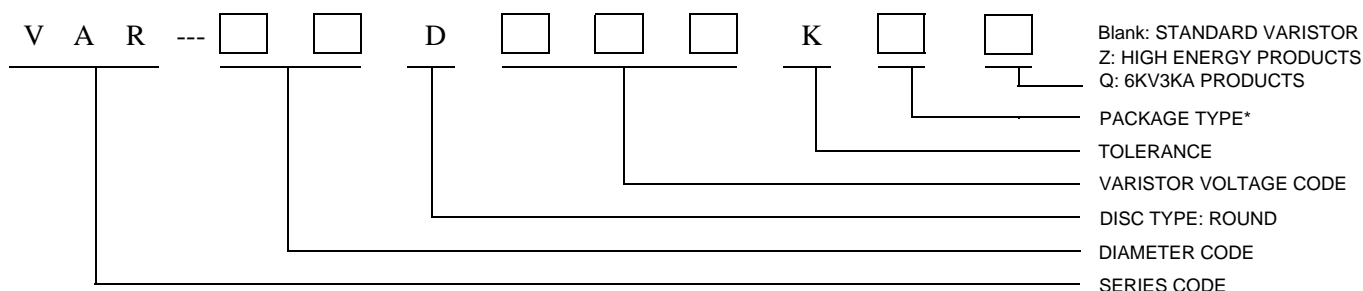 V A R --- D K
Blank: STANDARD VARISTOR
Z: HIGH ENERGY PRODUCTS
Q: 6KV3KA PRODUCTS
PACKAGE TYPE*
TOLERANCE
VARISTOR VOLTAGE CODE
DISC TYPE: ROUND
DIAMETER CODE
SERIES CODE